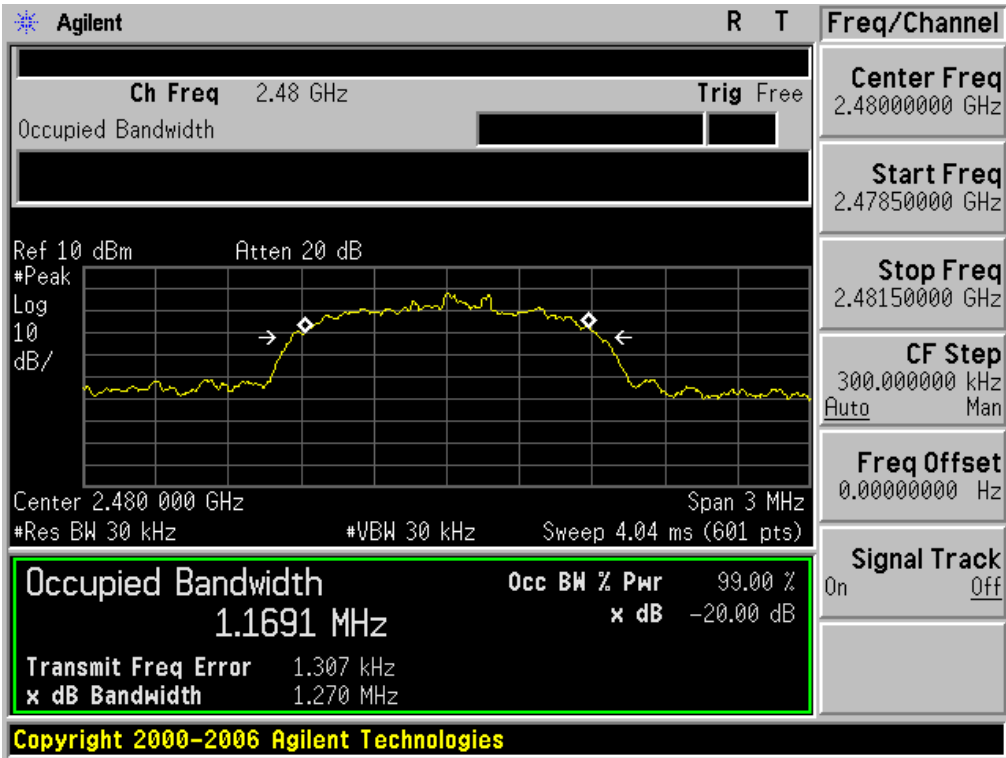 Agilent R T
Freq/Channel
Ch Freq 2.48 GHz Trig Free
Occupied Bandwidth
Center Freq
2.48000000 GHz
Start Freq
2.47850000 GHz
Stop Freq
2.48150000 GHz
CF Step
300.000000 kHz
Auto Man
Freq Offset
0.00000000 Hz
Signal Track
On Off
Ref 10 dBm Atten 20 dB
#Peak
Log
10
dB/
Center 2.480 000 GHz Span 3 MHz
#Res BW 30 kHz #VBW 30 kHz Sweep 4.04 ms (601 pts)
Occupied Bandwidth
1.1691 MHz
Occ BW % Pwr 99.00 %
x dB -20.00 dB
Transmit Freq Error 1.307 kHz
x dB Bandwidth 1.270 MHz
Copyright 2000-2006 Agilent Technologies